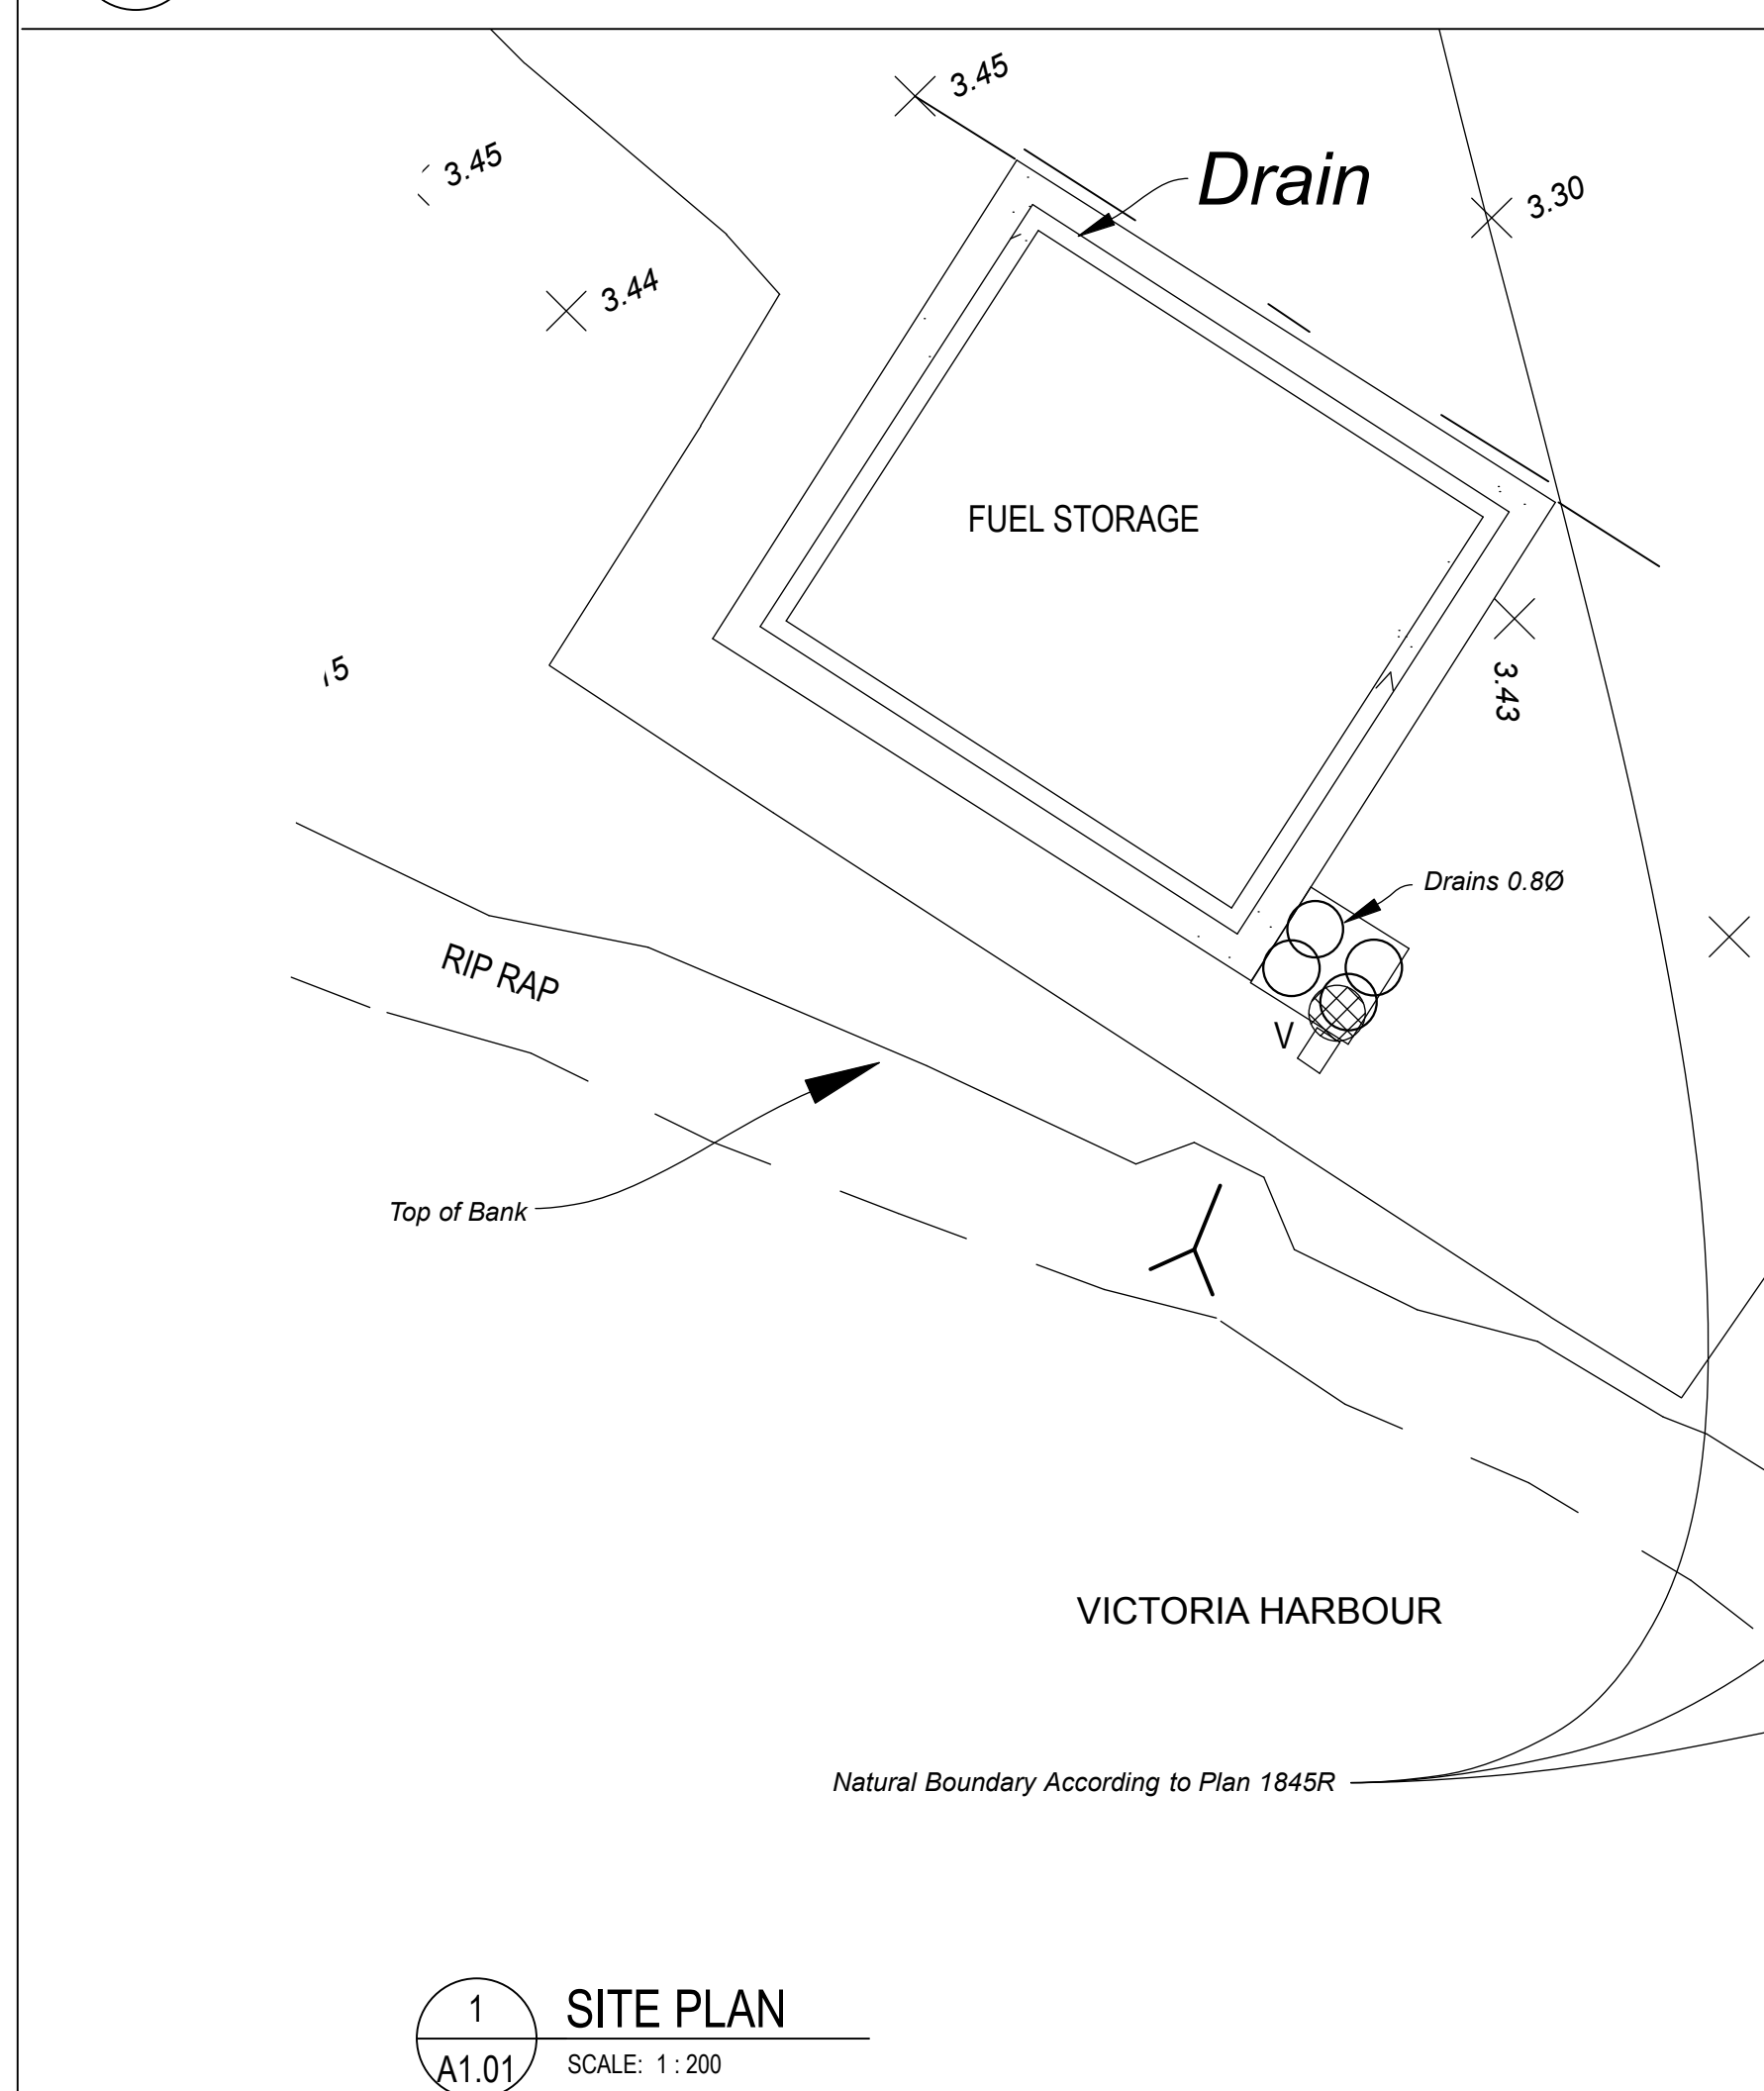 3.45
3.45
Drain
3.30
3.44
FUEL STORAGE
3.43
Drains 0.8Ø
RIP RAP
V
Top of Bank
VICTORIA HARBOUR
Natural Boundary According to Plan 1845R
1
SITE PLAN
A1.01
SCALE: 1 : 200